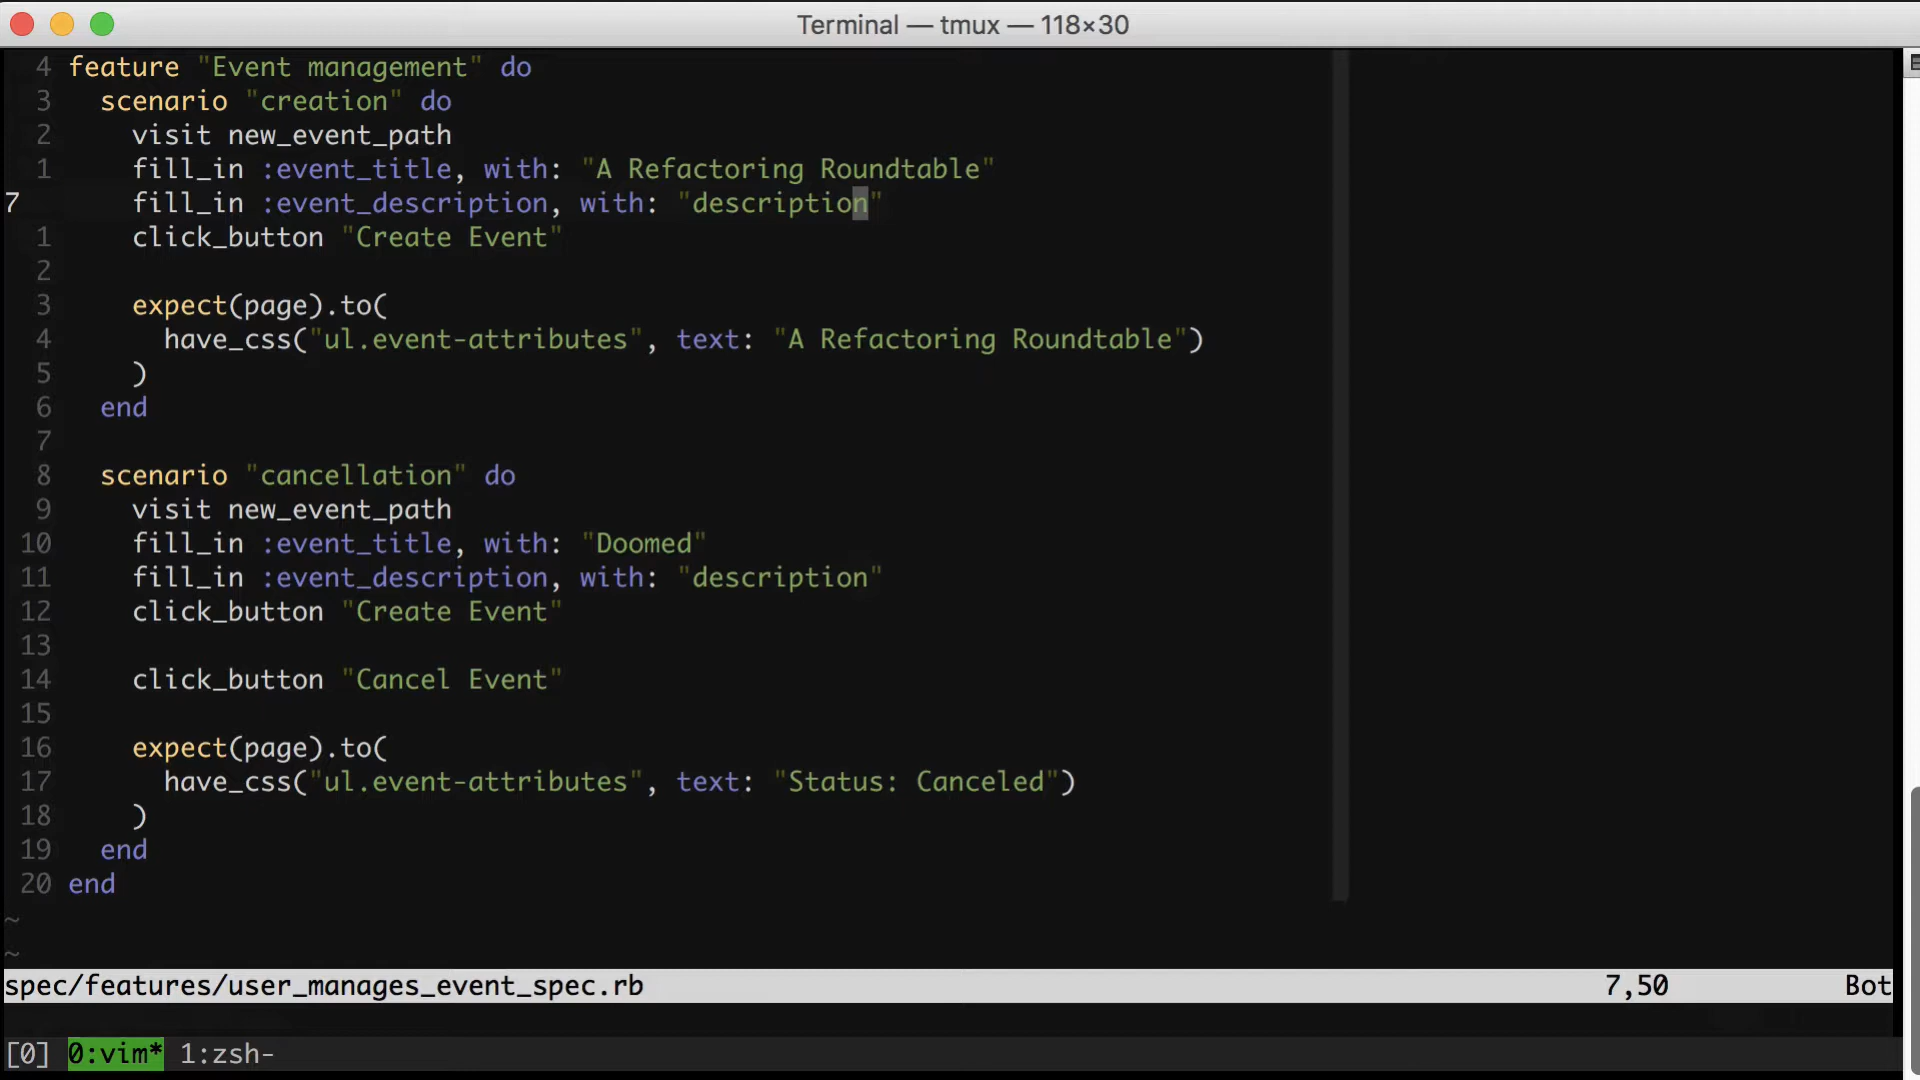 Terminal — tmux — 118×30
4 feature "Event management" do
3   scenario "creation" do
2     visit new_event_path
1     fill_in :event_title, with: "A Refactoring Roundtable"
7     fill_in :event_description, with: "description"
1     click_button "Create Event"
2
3     expect(page).to(
4       have_css("ul.event-attributes", text: "A Refactoring Roundtable")
5     )
6   end
7
8   scenario "cancellation" do
9     visit new_event_path
10     fill_in :event_title, with: "Doomed"
11     fill_in :event_description, with: "description"
12     click_button "Create Event"
13
14     click_button "Cancel Event"
15
16     expect(page).to(
17       have_css("ul.event-attributes", text: "Status: Canceled")
18     )
19   end
20 end
~
~
spec/features/user_manages_event_spec.rb 7,50 Bot
[0] 0:vim* 1:zsh-